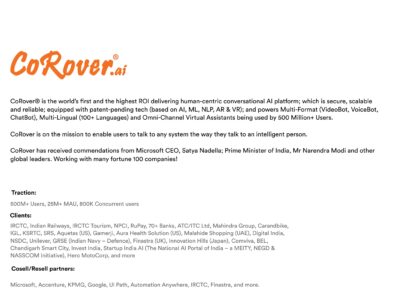 CoRover®.ai
CoRover® is the world's first and the highest ROI delivering human-centric conversational AI platform; which is secure, scalable
and reliable; equipped with patent-pending tech (based on AI, ML, NLP, AR & VR); and powers Multi-Format (VideoBot, VoiceBot,
ChatBot), Multi-Lingual (100+ Languages) and Omni-Channel Virtual Assistants being used by 500 Million+ Users.
CoRover is on the mission to enable users to talk to any system the way they talk to an intelligent person.
CoRover has received commendations from Microsoft CEO, Satya Nadella; Prime Minister of India, Mr Narendra Modi and other
global leaders. Working with many fortune 100 companies!
Traction:
500M+ Users, 25M+ MAU, 800K Concurrent users
Clients:
IRCTC, Indian Railways, IRCTC Tourism, NPCI, RuPay, 70+ Banks, ATC/ITC Ltd, Mahindra Group, Carandbike,
IGL, KSRTC, SRS, Aquetas (US), Gamerji, Aura Health Solution (US), Malahide Shopping (UAE), Digital India,
NSDC, Unilever, GRSE (Indian Navy – Defence), Finastra (UK), Innovation Hills (Japan), Comviva, BEL,
Chandigarh Smart City, Invest India, Startup India AI (The National AI Portal of India – a MEITY, NEGD &
NASSCOM Initiative), Hero MotoCorp, and more
Cosell/Resell partners:
Microsoft, Accenture, KPMG, Google, Ui Path, Automation Anywhere, IRCTC, Finastra, and more.